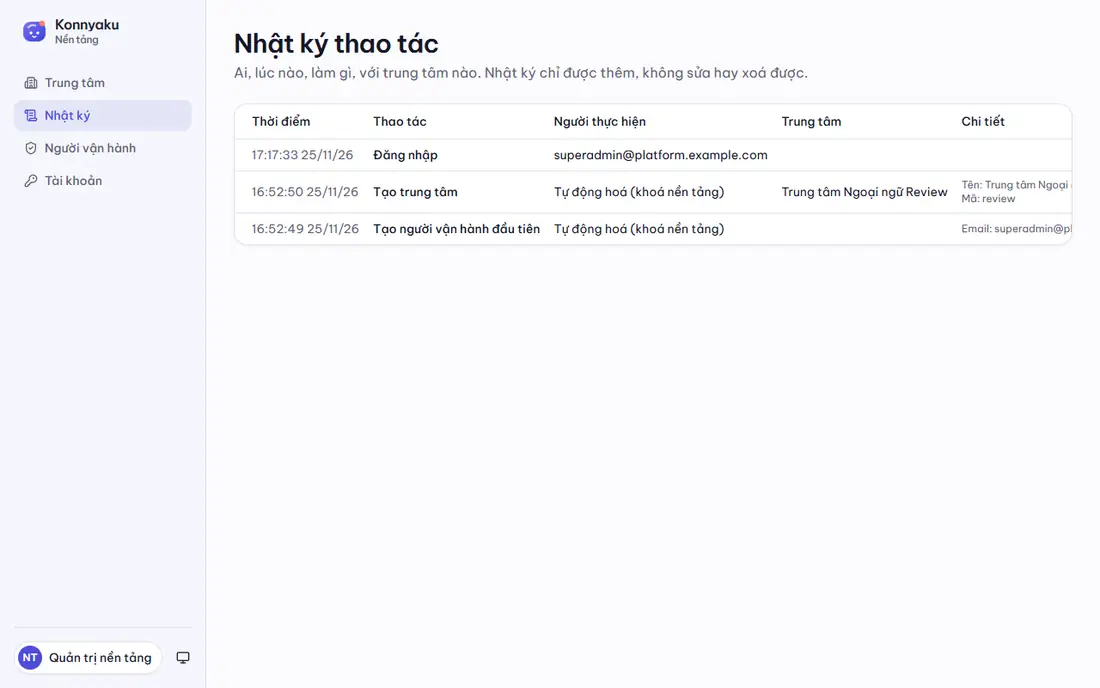 Konnyaku
Nền tảng
Trung tâm
Nhật ký
Người vận hành
Tài khoản
NT Quản trị nền tảng
Nhật ký thao tác
Ai, lúc nào, làm gì, với trung tâm nào. Nhật ký chỉ được thêm, không sửa hay xoá được.
Thời điểm Thao tác Người thực hiện Trung tâm Chi tiết
17:17:33 25/11/26 Đăng nhập superadmin@platform.example.com
16:52:50 25/11/26 Tạo trung tâm Tự động hoá (khoá nền tảng) Trung tâm Ngoại ngữ Review Tên: Trung tâm Ngoại
Mã: review
16:52:49 25/11/26 Tạo người vận hành đầu tiên Tự động hoá (khoá nền tảng) Email: superadmin@pl